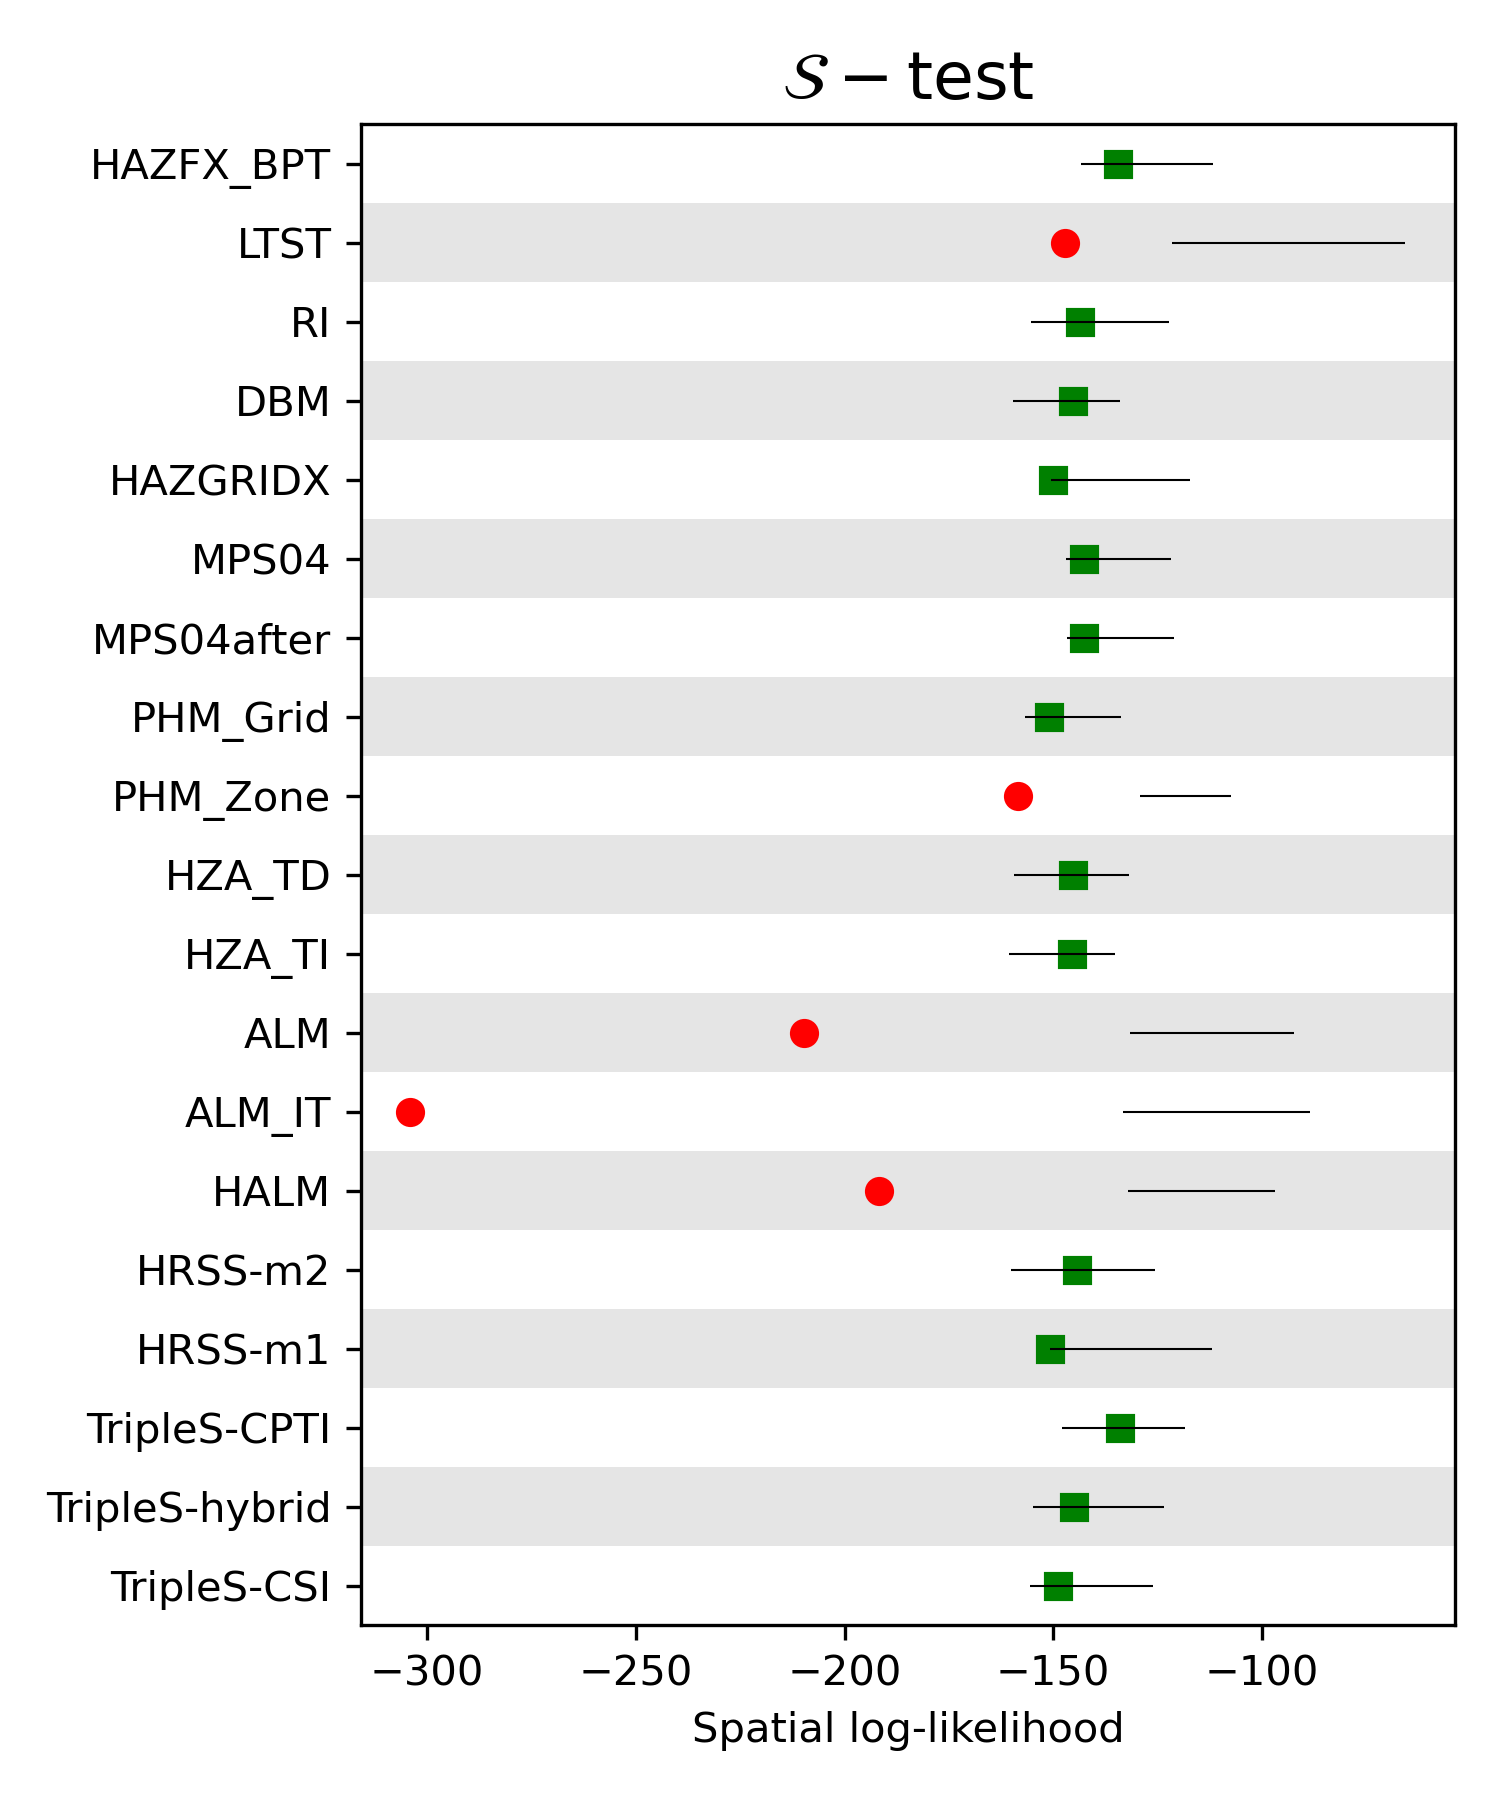 𝒮 − test
HAZFX_BPT
LTST
RI
DBM
HAZGRIDX
MPS04
MPS04after
PHM_Grid
PHM_Zone
HZA_TD
HZA_TI
ALM
ALM_IT
HALM
HRSS-m2
HRSS-m1
TripleS-CPTI
TripleS-hybrid
TripleS-CSI
−300 −250 −200 −150 −100
Spatial log-likelihood